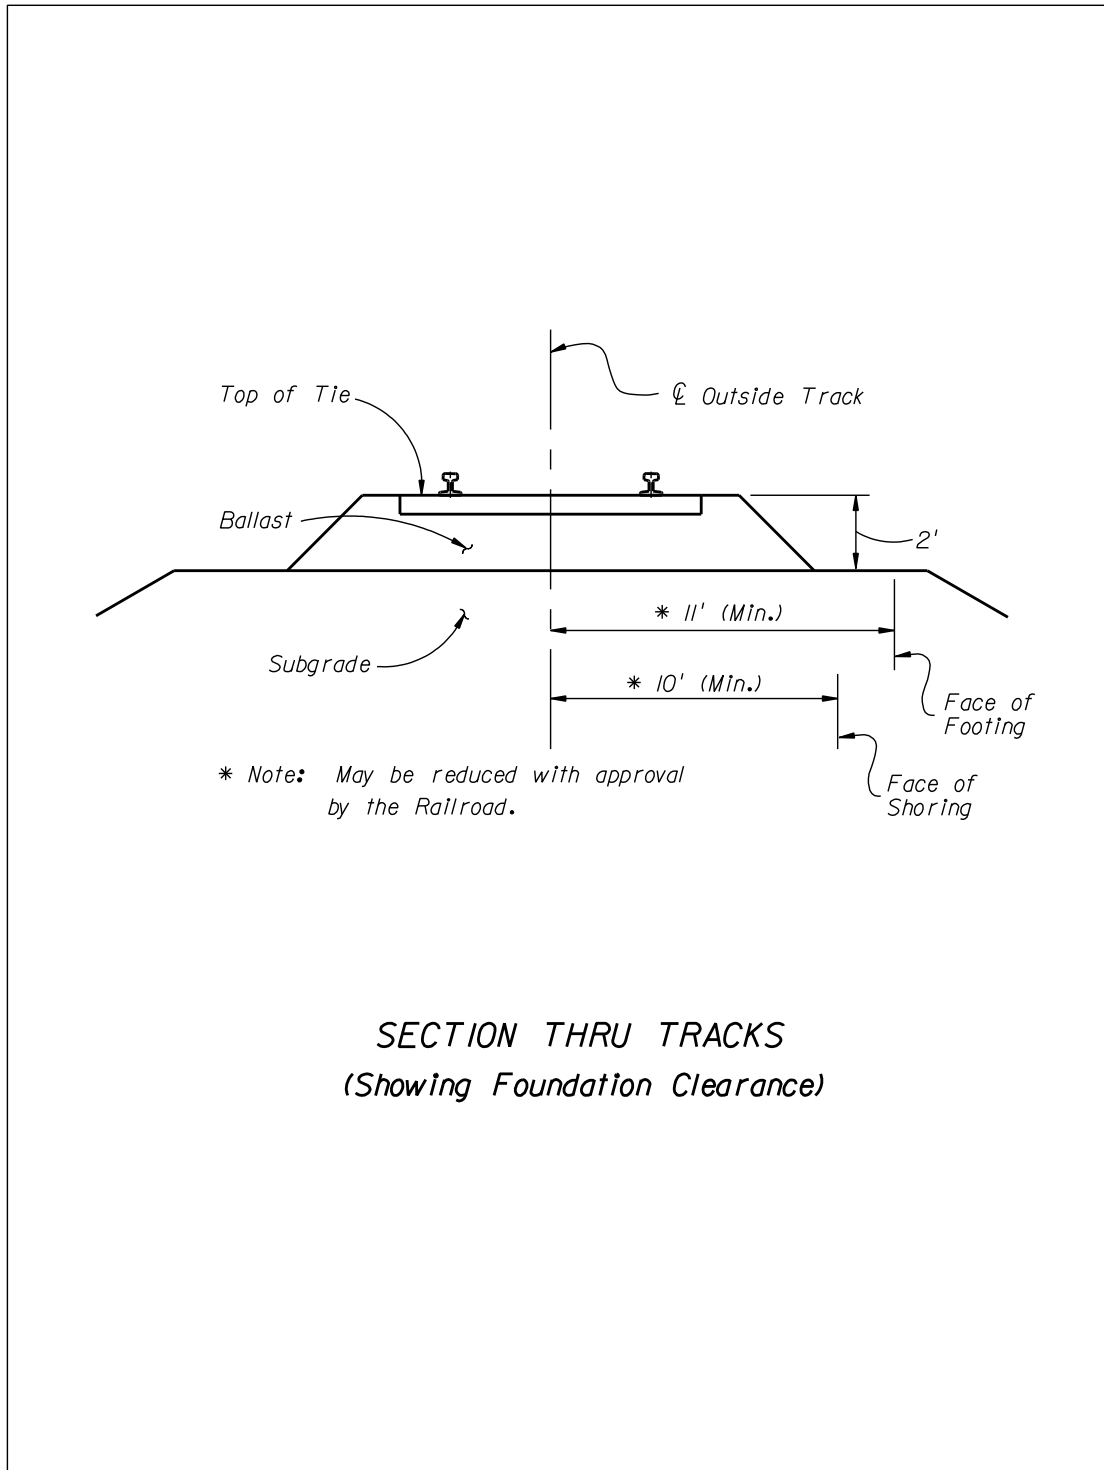 ℄ Outside Track
Top of Tie
Ballast
2'
* 11' (Min.)
Subgrade
* 10' (Min.)
Face of
Footing
* Note: May be reduced with approval
by the Railroad.
Face of
Shoring
SECTION THRU TRACKS
(Showing Foundation Clearance)